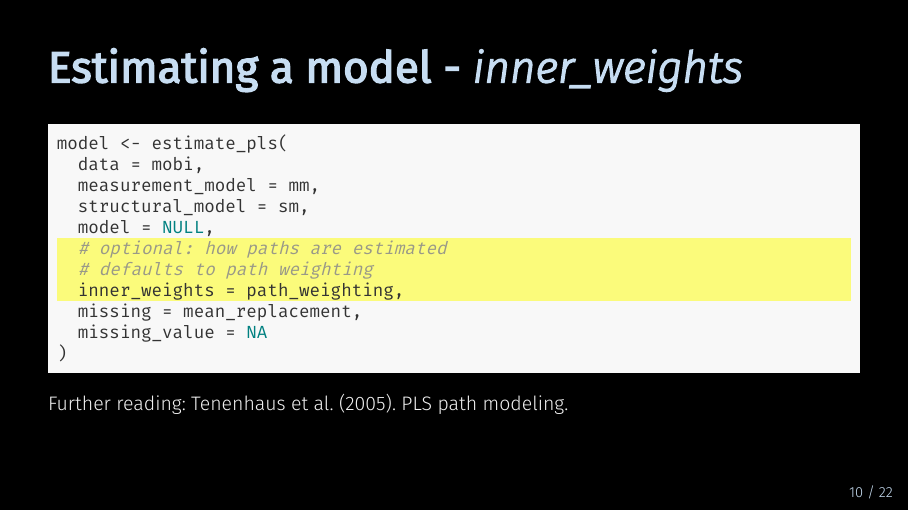 Estimating a model - inner_weights
model <- estimate_pls(
  data = mobi,
  measurement_model = mm,
  structural_model = sm,
  model = NULL,
  # optional: how paths are estimated
  # defaults to path weighting
  inner_weights = path_weighting,
  missing = mean_replacement,
  missing_value = NA
)
Further reading: Tenenhaus et al. (2005). PLS path modeling.
10 / 22